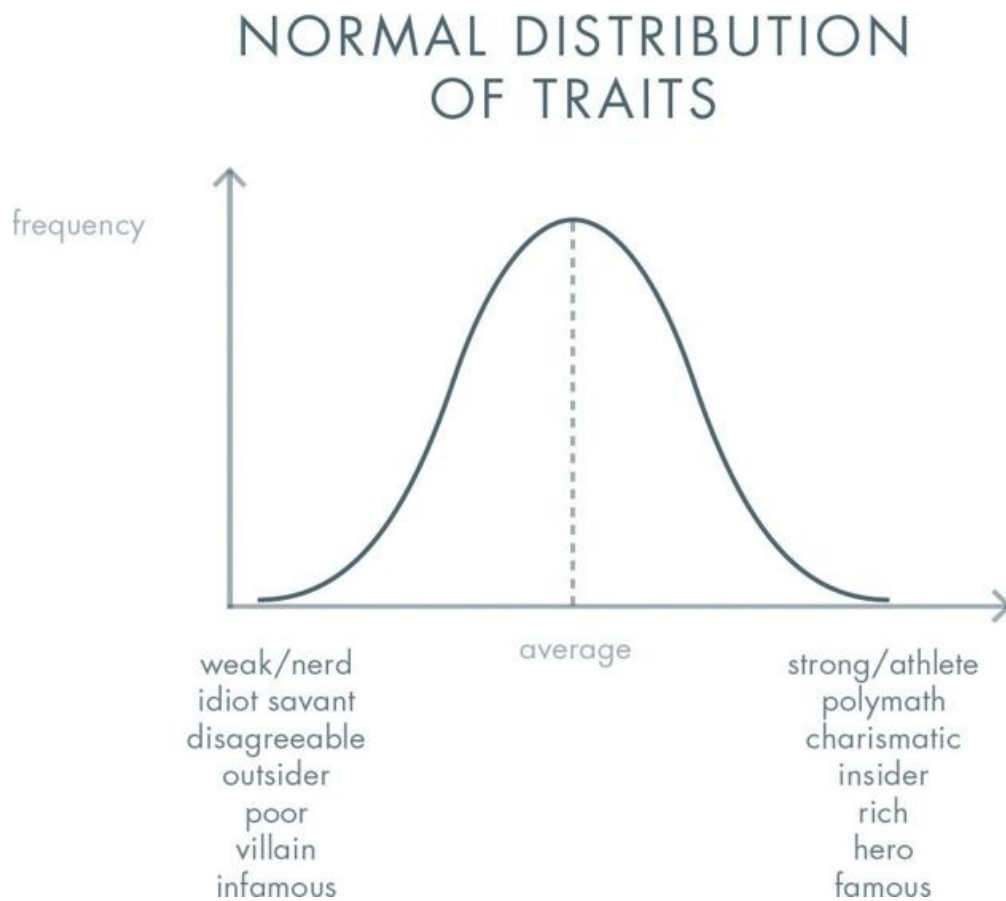 NORMAL DISTRIBUTION
OF TRAITS
frequency
average
weak/nerd
idiot savant
disagreeable
outsider
poor
villain
infamous
strong/athlete
polymath
charismatic
insider
rich
hero
famous